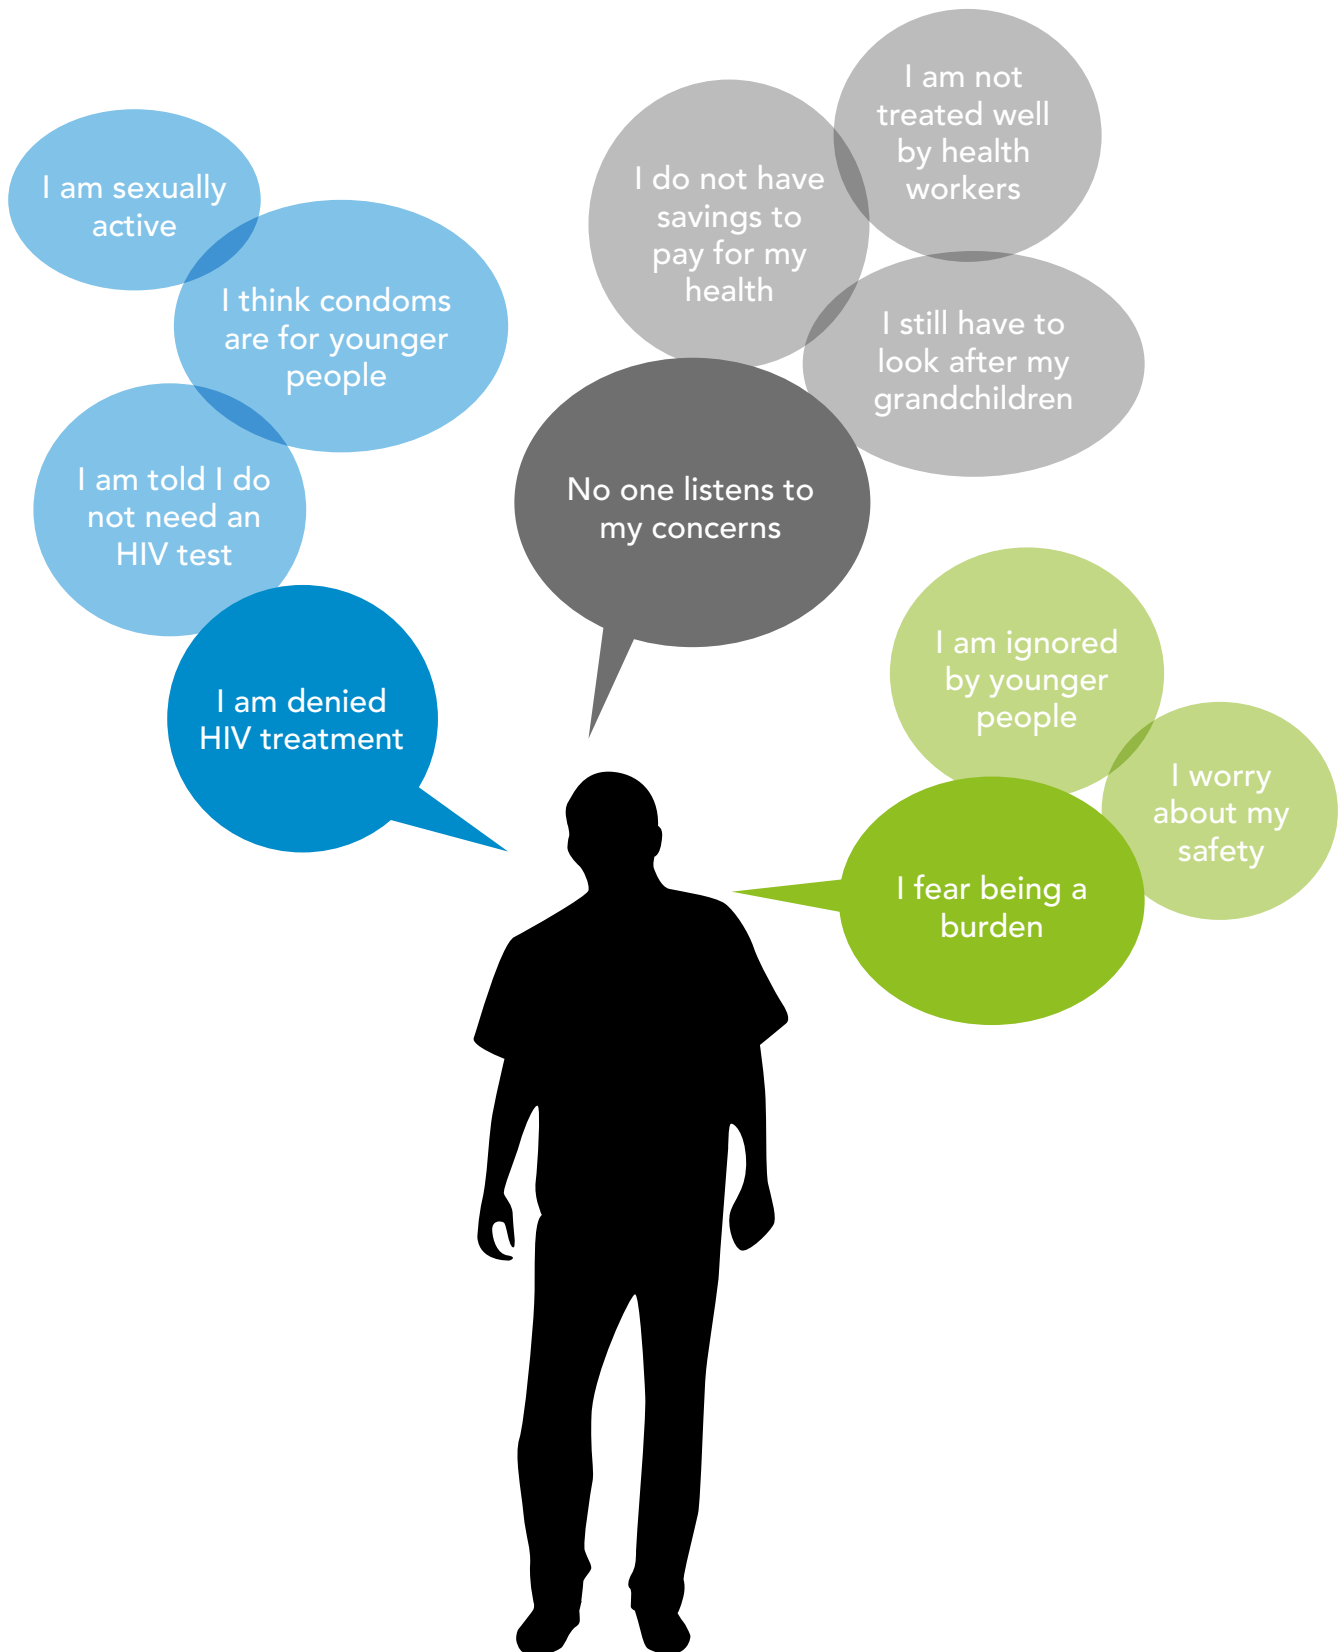 I am sexually
active
I think condoms
are for younger
people
I am told I do
not need an
HIV test
I am denied
HIV treatment
I am not
treated well
by health
workers
I do not have
savings to
pay for my
health
I still have to
look after my
grandchildren
No one listens to
my concerns
I am ignored
by younger
people
I worry
about my
safety
I fear being a
burden